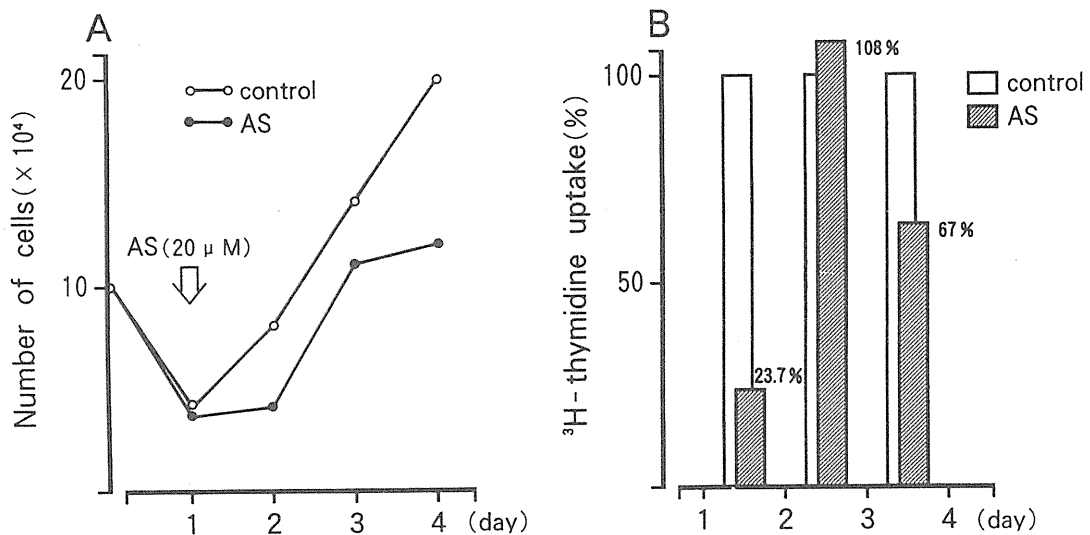 A
20
control
AS
Number of cells (× 10⁴)
AS (20 μ M)
10
1 2 3 4 (day)
B
108 %
100
control
AS
³H - thymidine uptake (%)
67 %
50
23.7 %
1 2 3 4 (day)